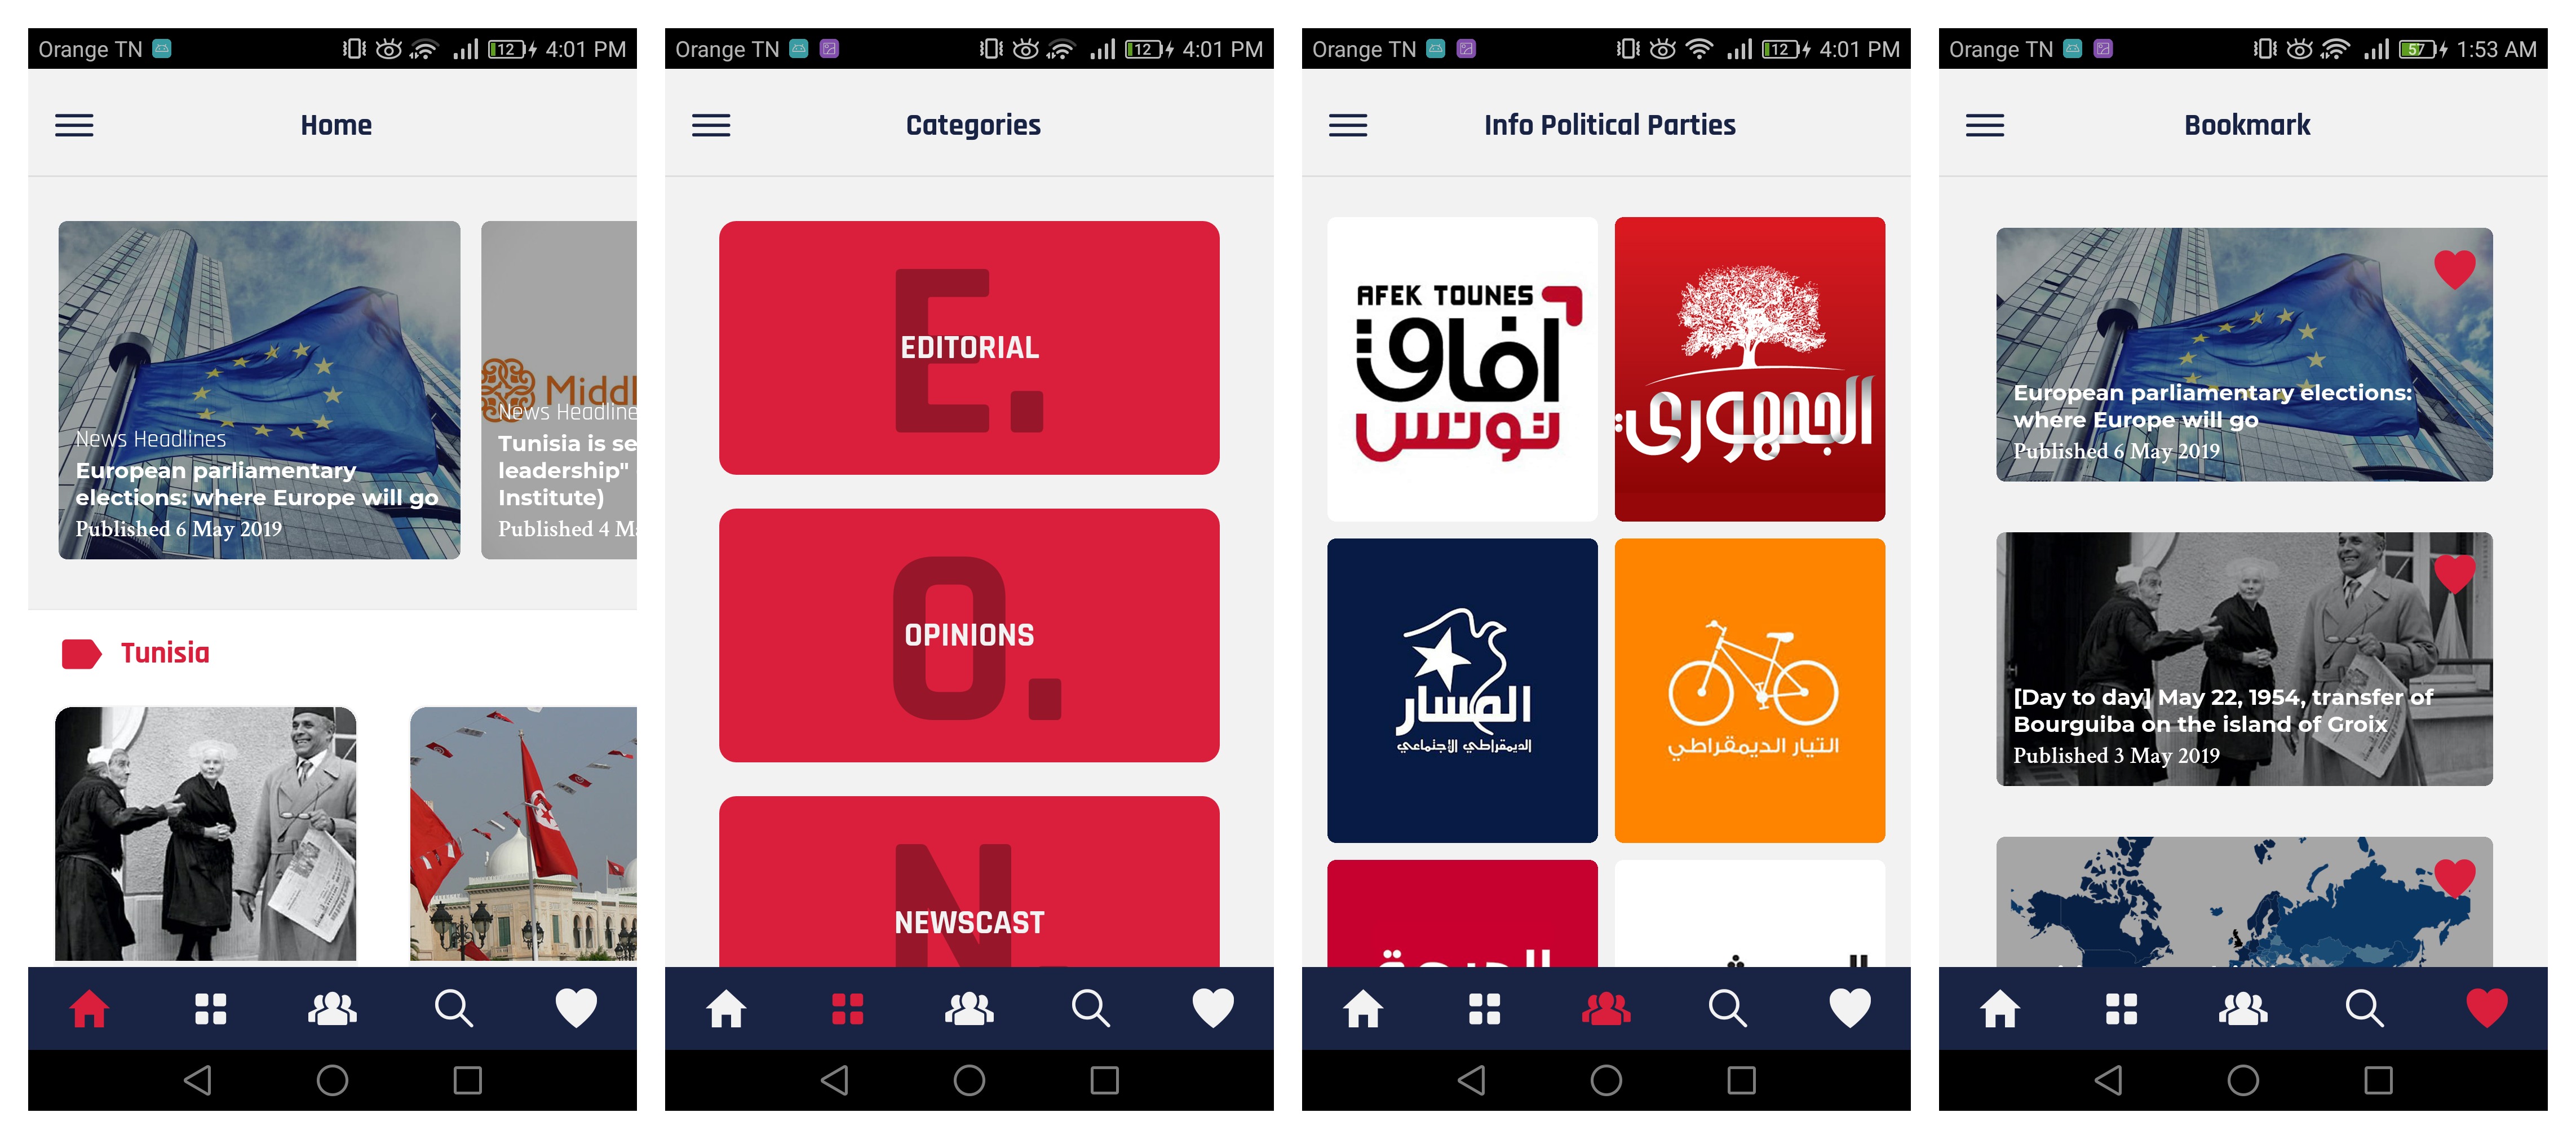 Orange TN
12
4:01 PM
Home
News Headlines
European parliamentary
elections: where Europe will go
Published 6 May 2019
Middl
News Headline
Tunisia is se
leadership"
Institute)
Published 4 Ma
Tunisia
Orange TN
12
4:01 PM
Categories
E.
EDITORIAL
O.
OPINIONS
N
NEWSCAST
Orange TN
12
4:01 PM
Info Political Parties
AFEK TOUNES
افاق
تونس
الجمهوري
المسار
الديمقراطي الإجتماعي
التيار الديمقراطي
Orange TN
57
1:53 AM
Bookmark
European parliamentary elections:
where Europe will go
Published 6 May 2019
[Day to day] May 22, 1954, transfer of
Bourguiba on the island of Groix
Published 3 May 2019